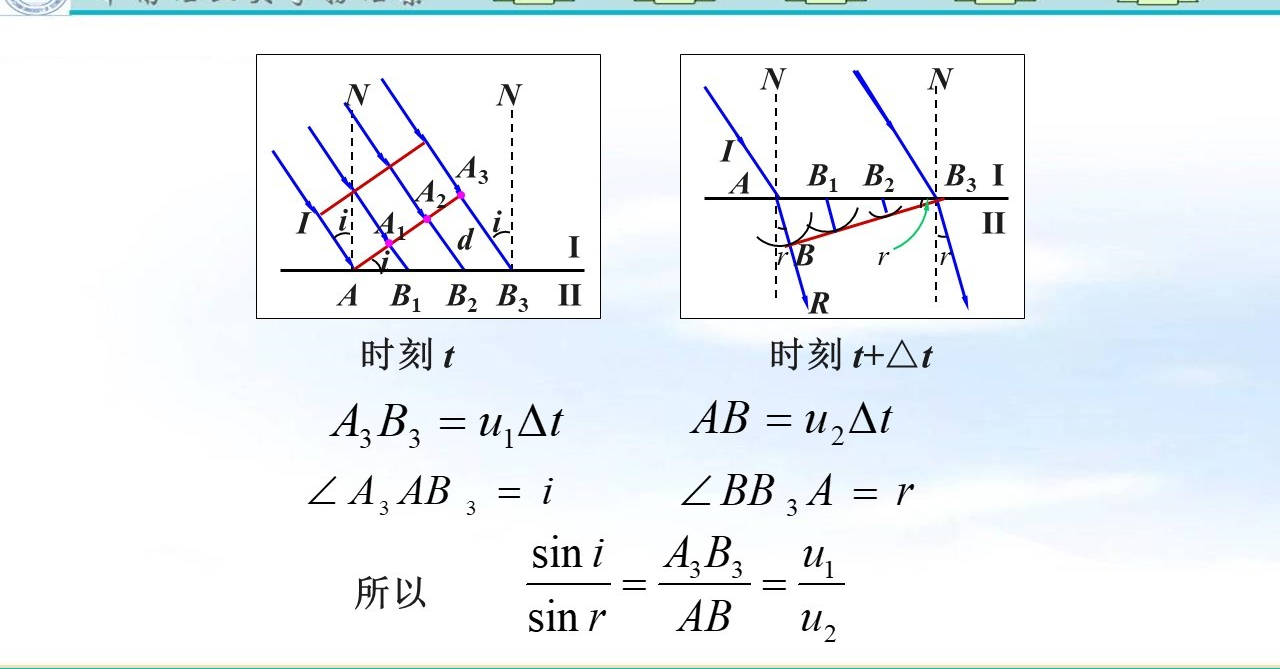 N N
N N
I i A₁ A₂ A₃ i d I
i
A B₁ B₂ B₃ II
I A B₁ B₂ B₃ I
II
r B r r
R
时刻 t
时刻 t+△t
A₃B₃ = u₁Δt
AB = u₂Δt
∠A₃AB₃ = i
∠BB₃A = r
所以 sin i / sin r = A₃B₃ / AB = u₁ / u₂